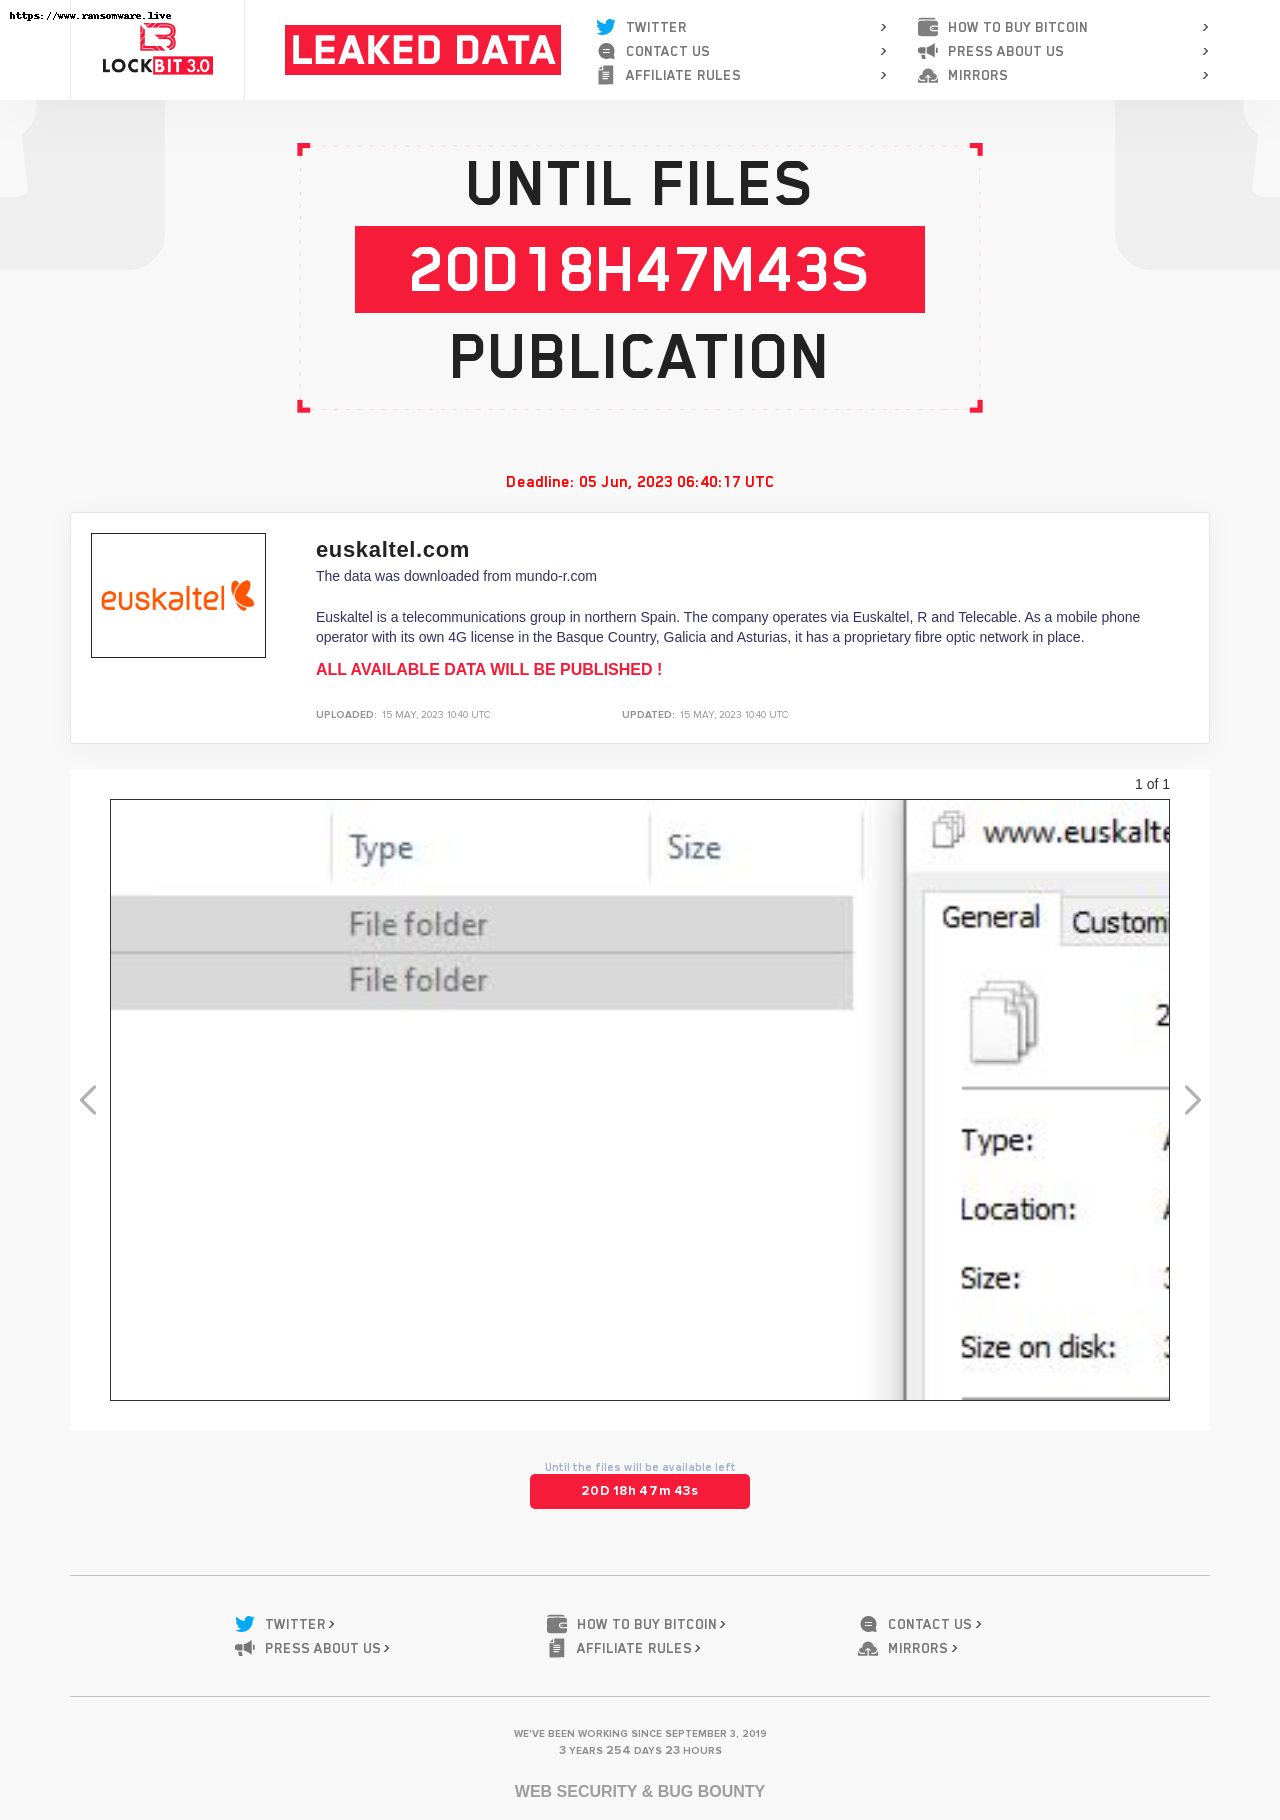 https://www.ransomware.live
LOCKBIT 3.0
LEAKED DATA
TWITTER >
CONTACT US >
AFFILIATE RULES >
HOW TO BUY BITCOIN >
PRESS ABOUT US >
MIRRORS >
UNTIL FILES
20D18H47M43S
PUBLICATION
Deadline: 05 Jun, 2023 06:40:17 UTC
euskaltel
euskaltel.com
The data was downloaded from mundo-r.com
Euskaltel is a telecommunications group in northern Spain. The company operates via Euskaltel, R and Telecable. As a mobile phone
operator with its own 4G license in the Basque Country, Galicia and Asturias, it has a proprietary fibre optic network in place.
ALL AVAILABLE DATA WILL BE PUBLISHED !
UPLOADED: 15 MAY, 2023 10:40 UTC
UPDATED: 15 MAY, 2023 10:40 UTC
1 of 1
Type
Size
File folder
File folder
www.euskalte
General
Customi
2
Type:
Location:
Size:
Size on disk:
Until the files will be available left
20D 18h 47m 43s
TWITTER >
HOW TO BUY BITCOIN >
CONTACT US >
PRESS ABOUT US >
AFFILIATE RULES >
MIRRORS >
WE'VE BEEN WORKING SINCE SEPTEMBER 3, 2019
3 YEARS 254 DAYS 23 HOURS
WEB SECURITY & BUG BOUNTY